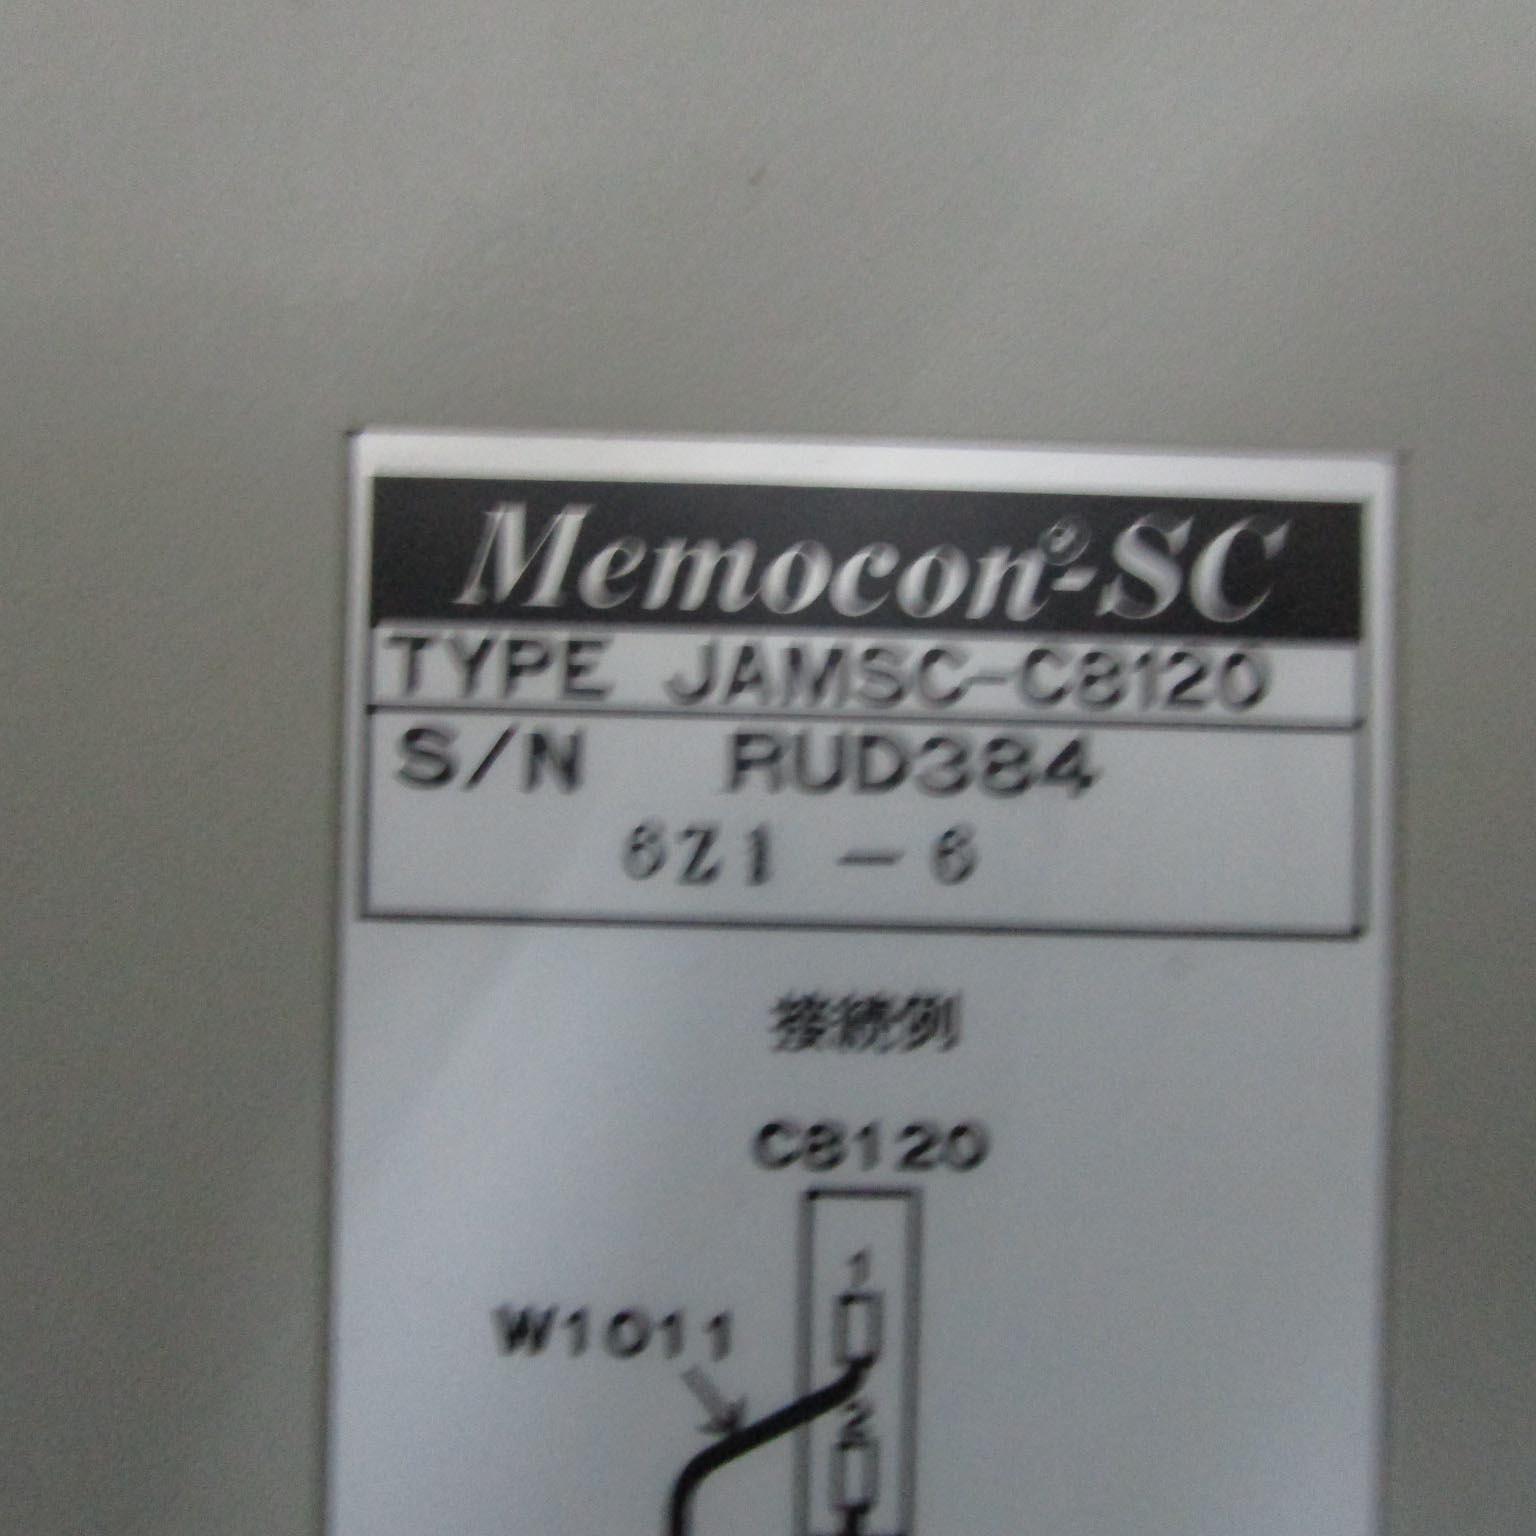 Memocon®-SC
TYPE JAMSC-C8120
S/N RUD384
6Z1 - 6
接続例
C8120
1
W1011
2